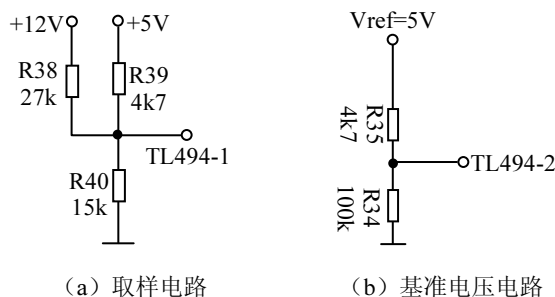 +12V
+5V
R38
27k
R39
4k7
TL494-1
R40
15k
(a)取样电路
Vref=5V
R35
4k7
TL494-2
R34
100k
(b)基准电压电路